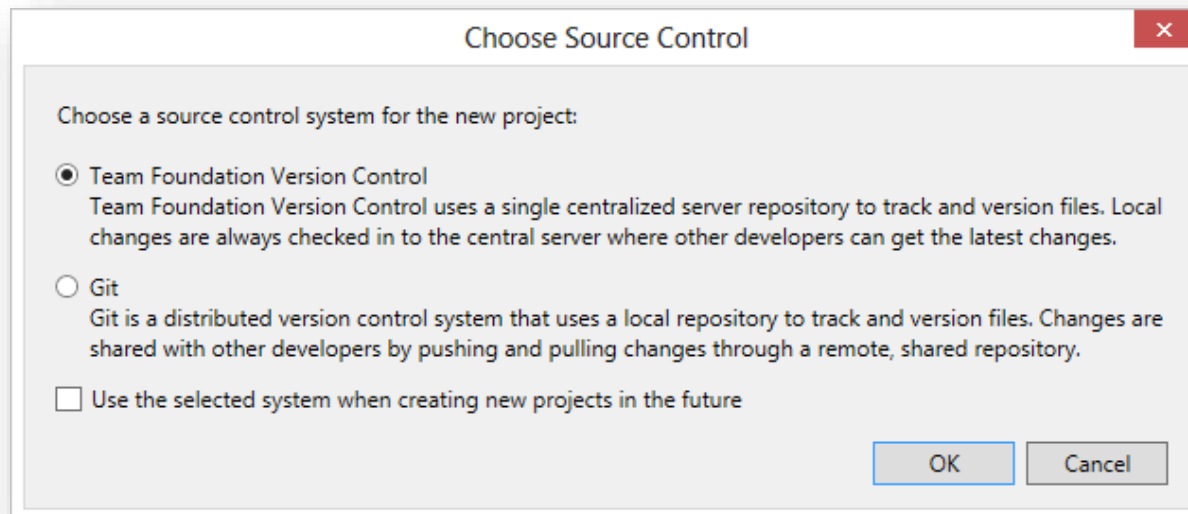 Choose Source Control
Choose a source control system for the new project:
Team Foundation Version Control
Team Foundation Version Control uses a single centralized server repository to track and version files. Local
changes are always checked in to the central server where other developers can get the latest changes.
Git
Git is a distributed version control system that uses a local repository to track and version files. Changes are
shared with other developers by pushing and pulling changes through a remote, shared repository.
Use the selected system when creating new projects in the future
OK Cancel